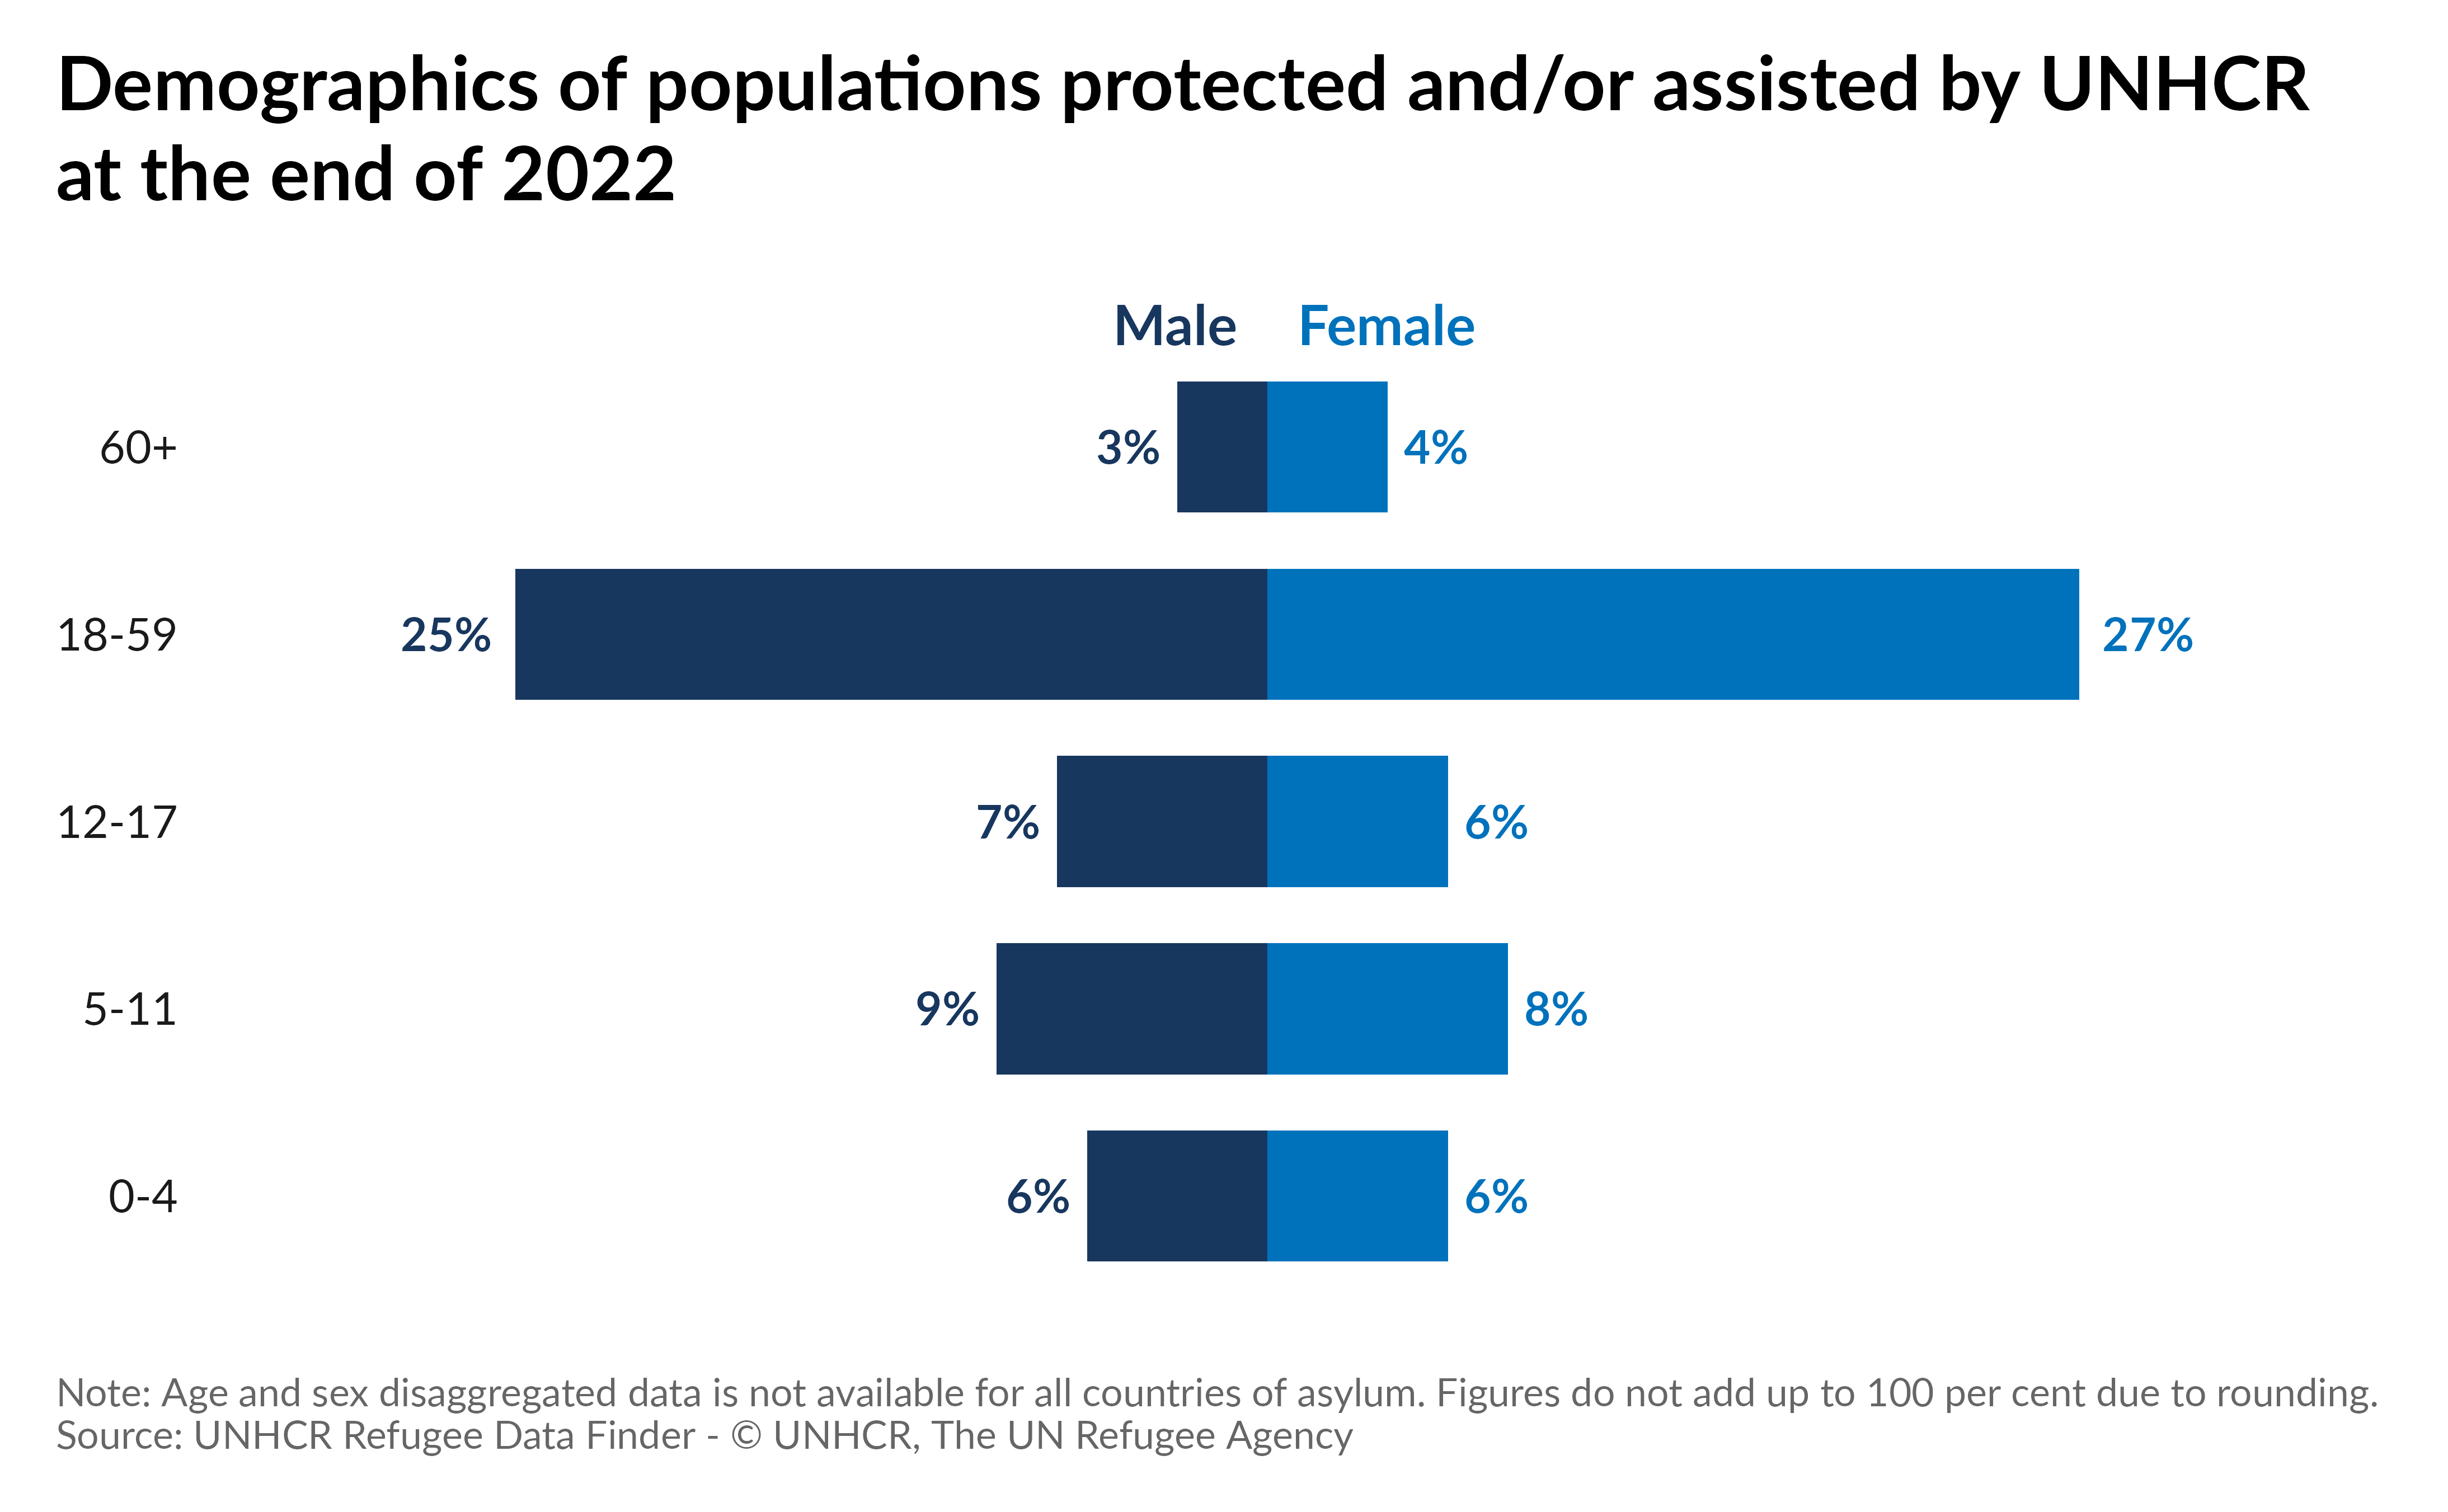 Demographics of populations protected and/or assisted by UNHCR
at the end of 2022
Male Female
60+ 3% 4%
18-59 25% 27%
12-17 7% 6%
5-11 9% 8%
0-4 6% 6%
Note: Age and sex disaggregated data is not available for all countries of asylum. Figures do not add up to 100 per cent due to rounding.
Source: UNHCR Refugee Data Finder - © UNHCR, The UN Refugee Agency